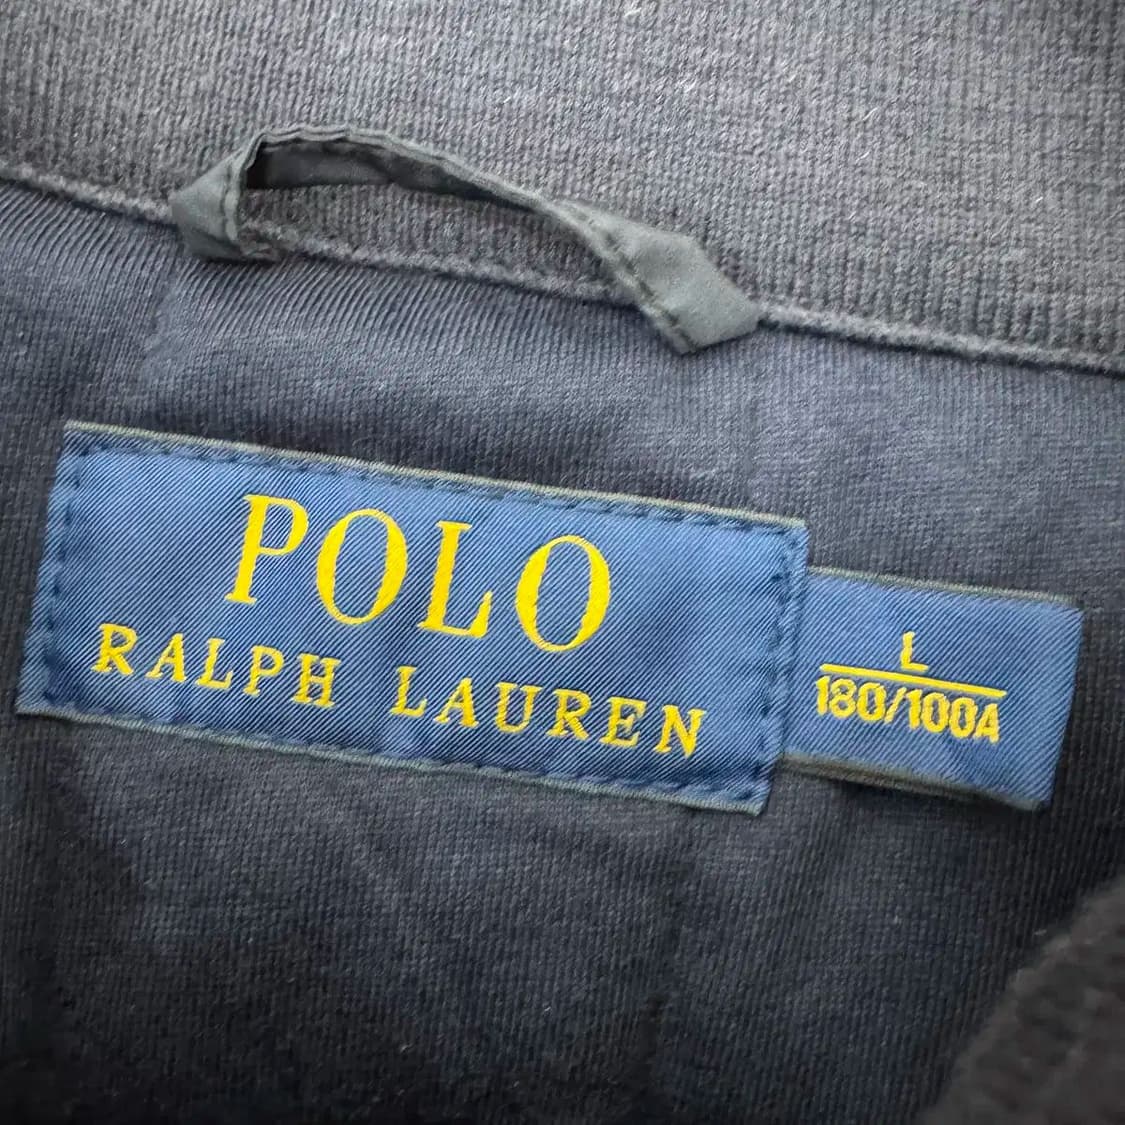 POLO
RALPH LAUREN
L
180/100A